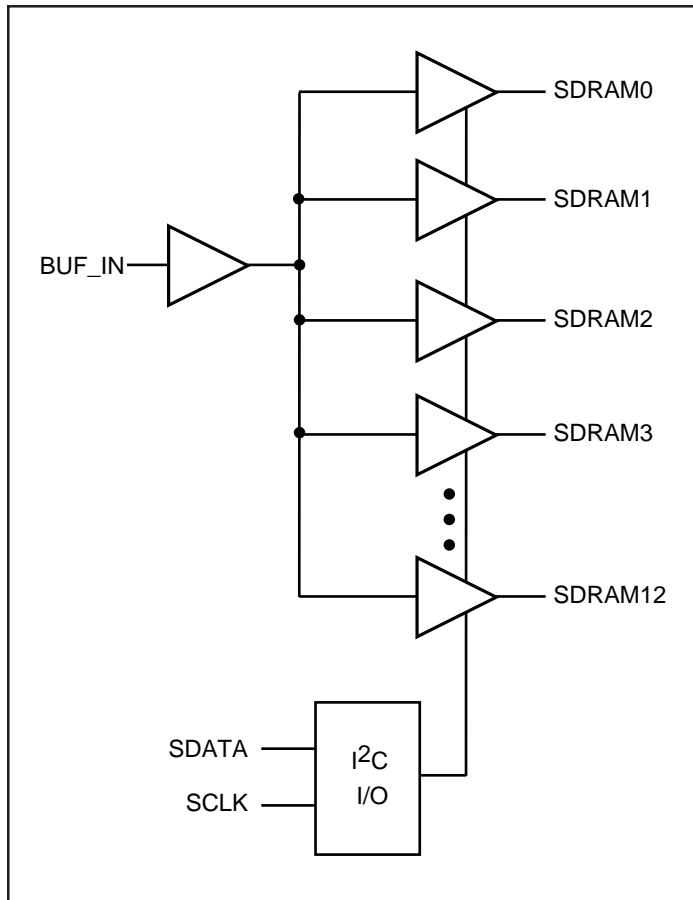 SDRAM0
SDRAM1
BUF_IN
SDRAM2
SDRAM3
SDRAM12
SDATA
I²C
I/O
SCLK